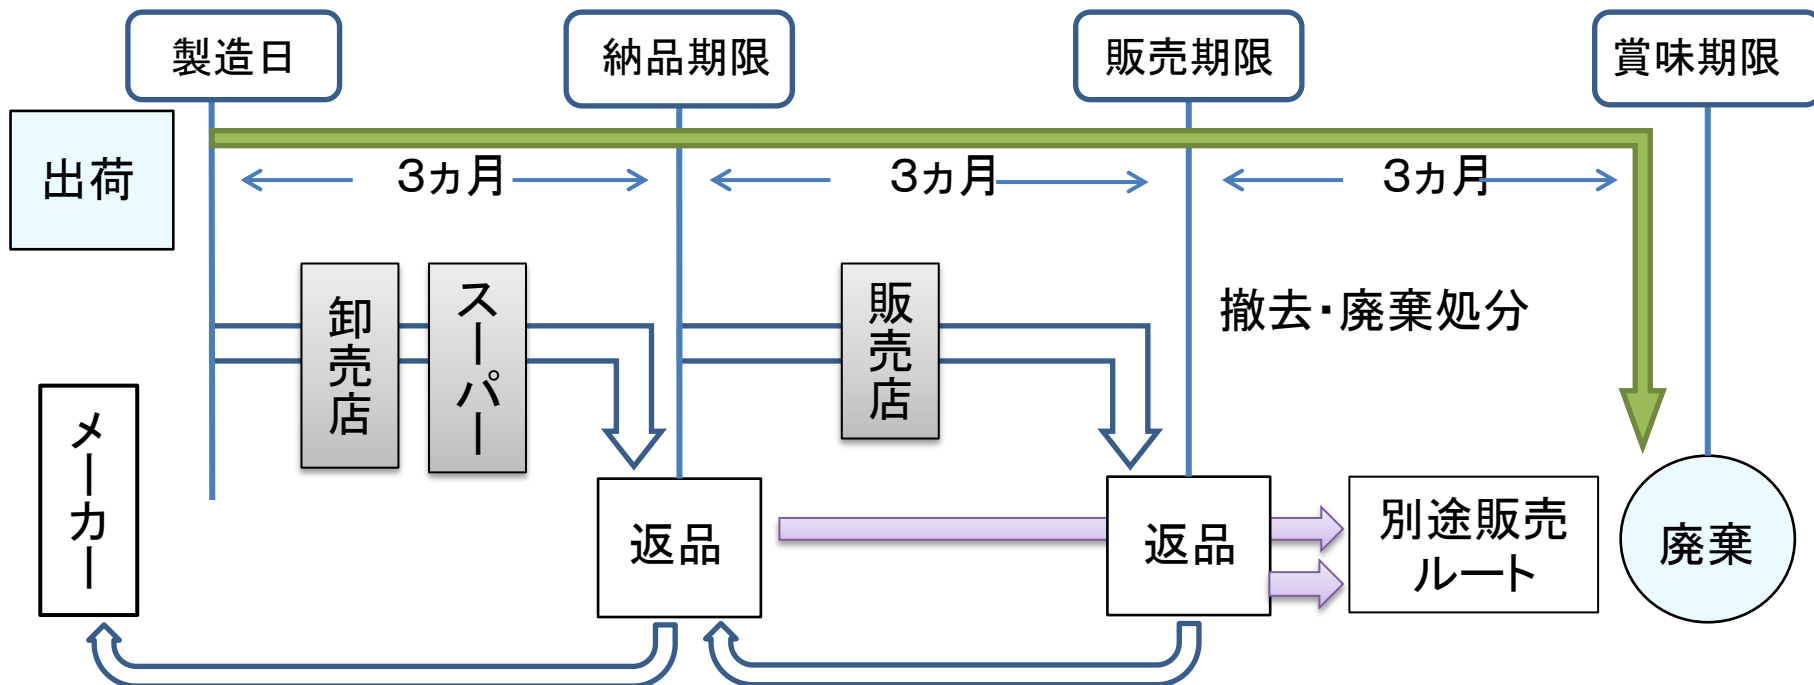 製造日
納品期限
販売期限
賞味期限
出荷
3ヵ月
3ヵ月
3ヵ月
卸売店
スーパー
販売店
撤去・廃棄処分
メーカー
返品
返品
別途販売
ルート
廃棄